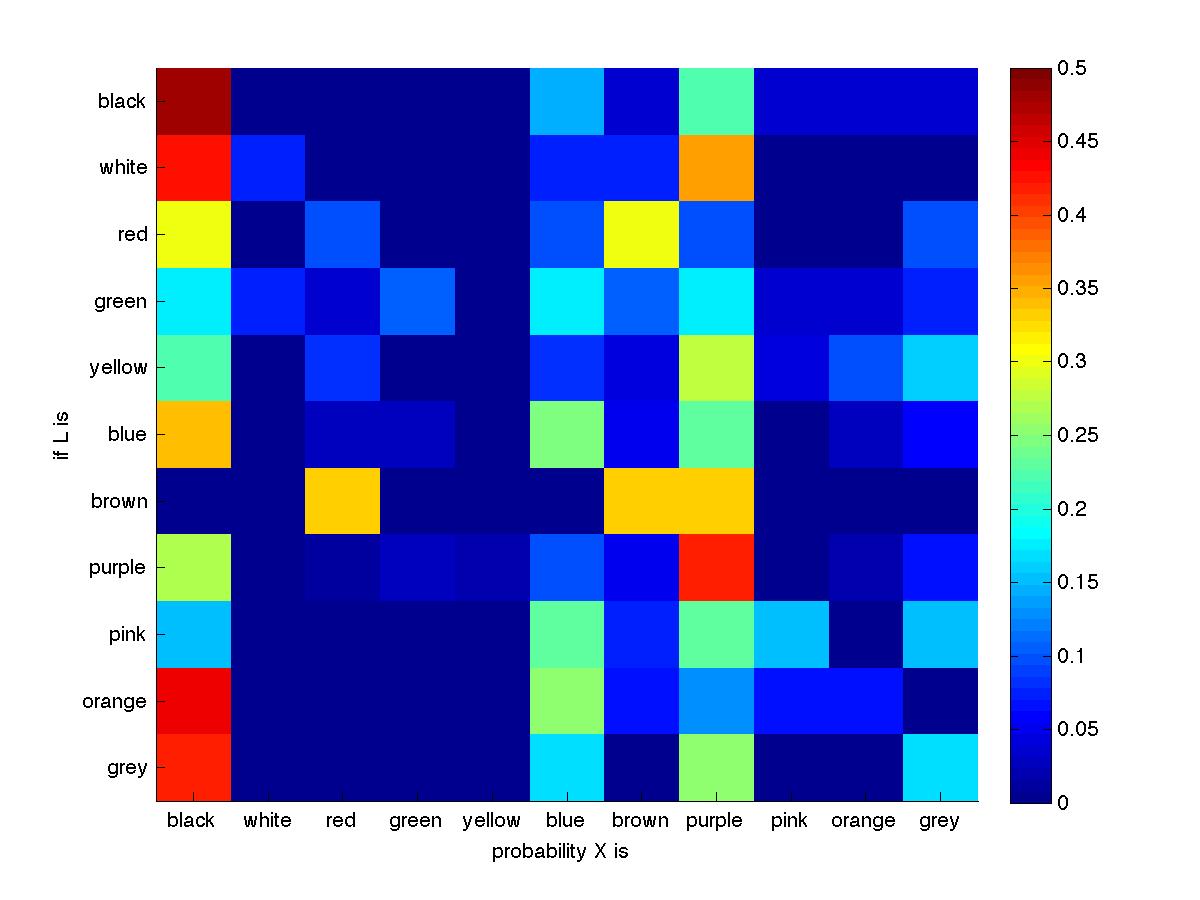 black
white
red
green
yellow
blue
brown
purple
pink
orange
grey
if L is
black white red green yellow blue brown purple pink orange grey
probability X is
0.5
0.45
0.4
0.35
0.3
0.25
0.2
0.15
0.1
0.05
0